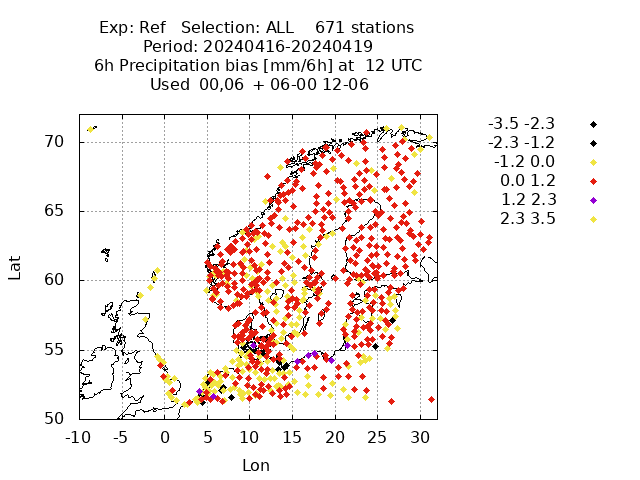 Exp: Ref   Selection: ALL    671 stations
Period: 20240416-20240419
6h Precipitation bias [mm/6h] at  12 UTC
Used  00,06  + 06-00 12-06
-3.5 -2.3
-2.3 -1.2
-1.2 0.0
0.0 1.2
1.2 2.3
2.3 3.5
Lat
70
65
60
55
50
-10 -5 0 5 10 15 20 25 30
Lon